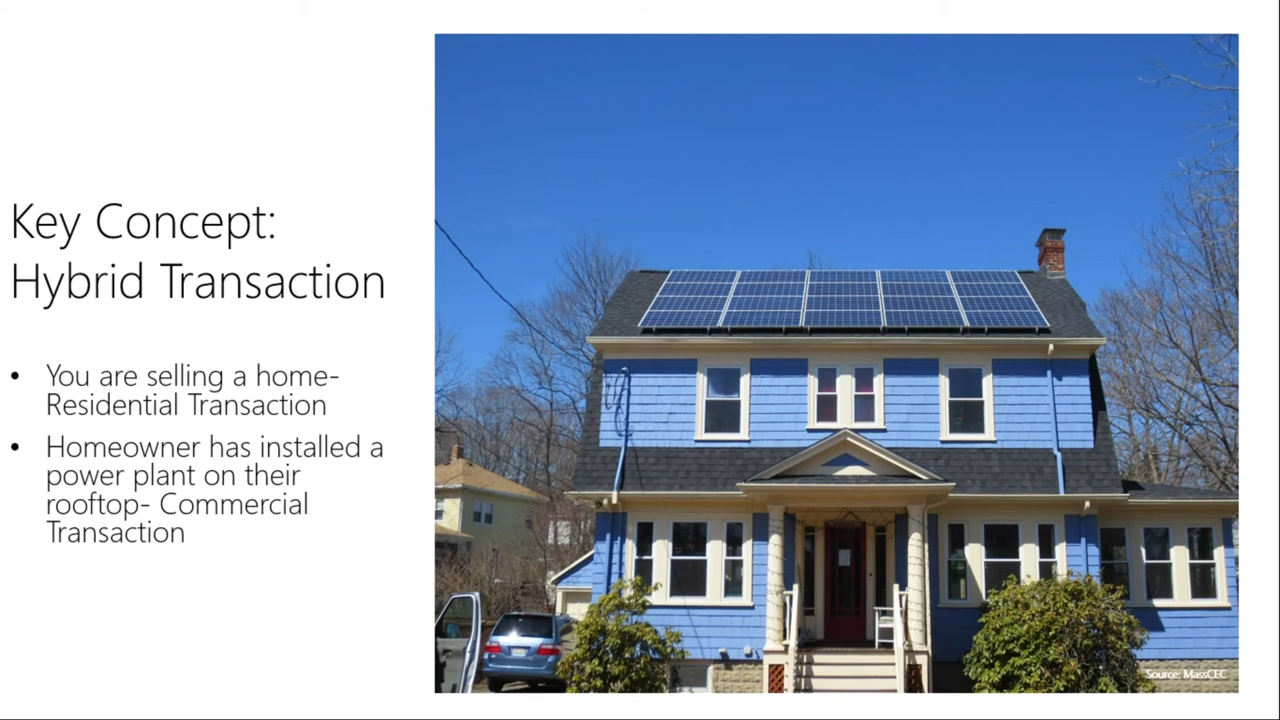 Key Concept:
Hybrid Transaction
• You are selling a home-
Residential Transaction
• Homeowner has installed a
power plant on their
rooftop- Commercial
Transaction
Source: MassCEC